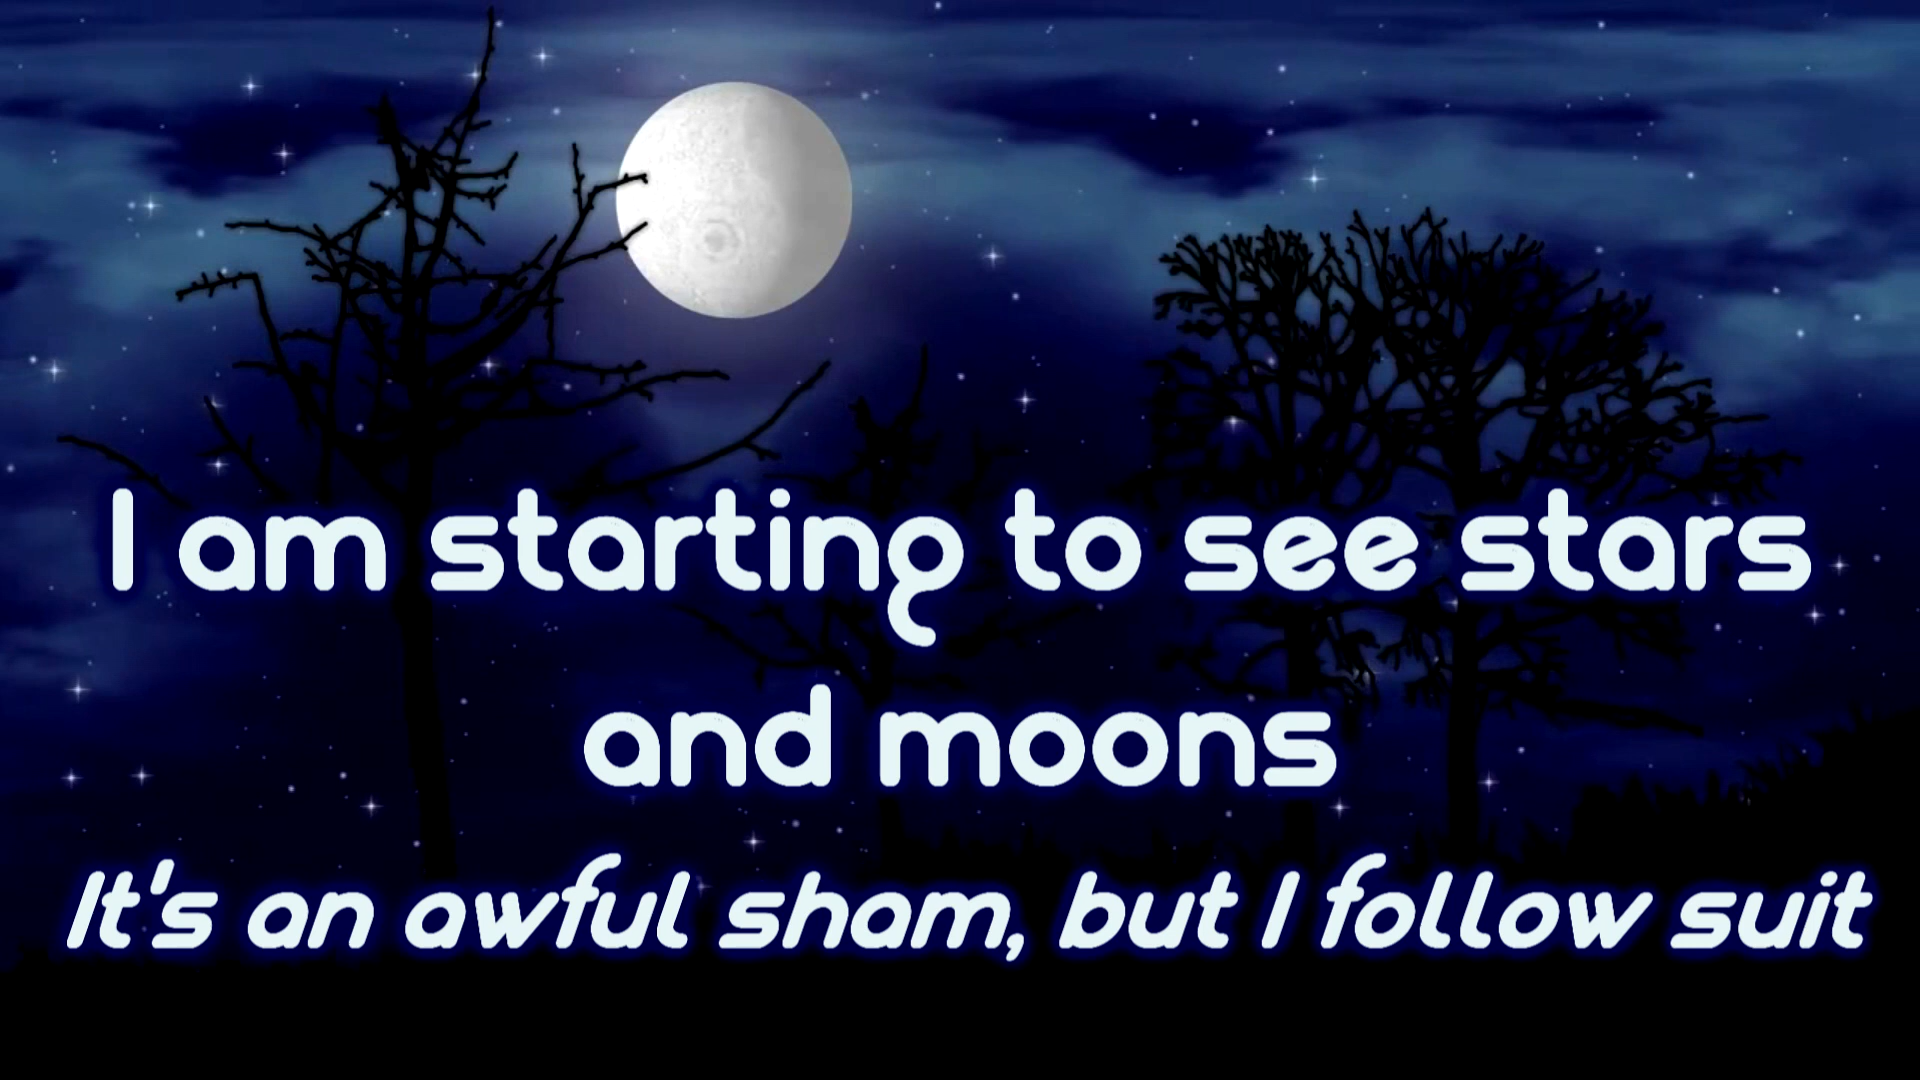 I am starting to see stars
and moons
It's an awful sham, but I follow suit